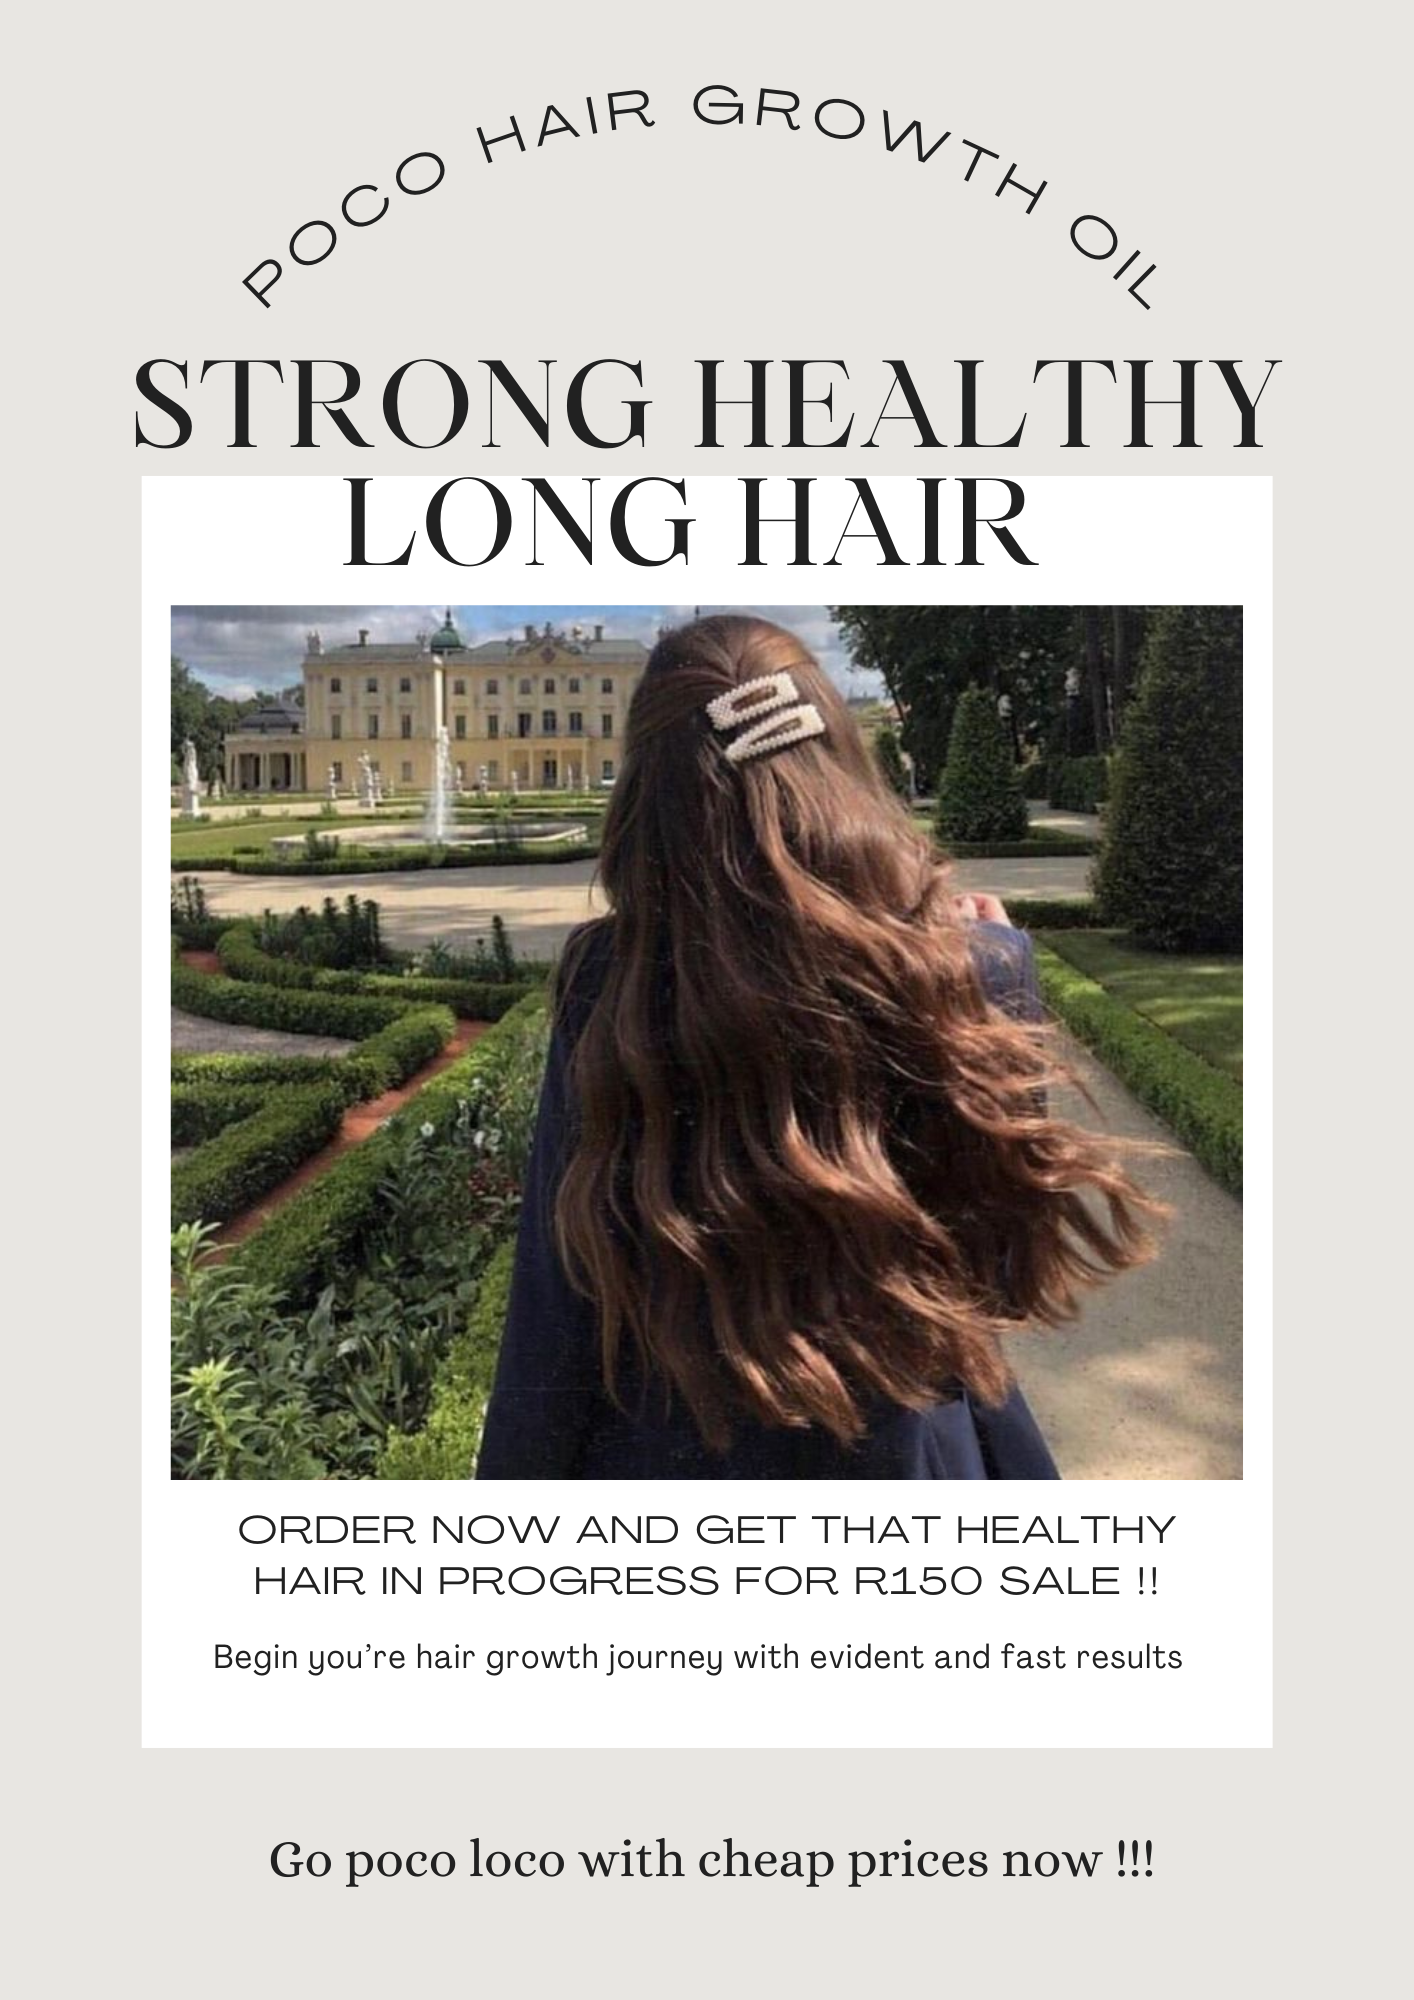 POCO HAIR GROWTH OIL
STRONG HEALTHY
LONG HAIR
ORDER NOW AND GET THAT HEALTHY
HAIR IN PROGRESS FOR R150 SALE !!
Begin you’re hair growth journey with evident and fast results
Go poco loco with cheap prices now !!!